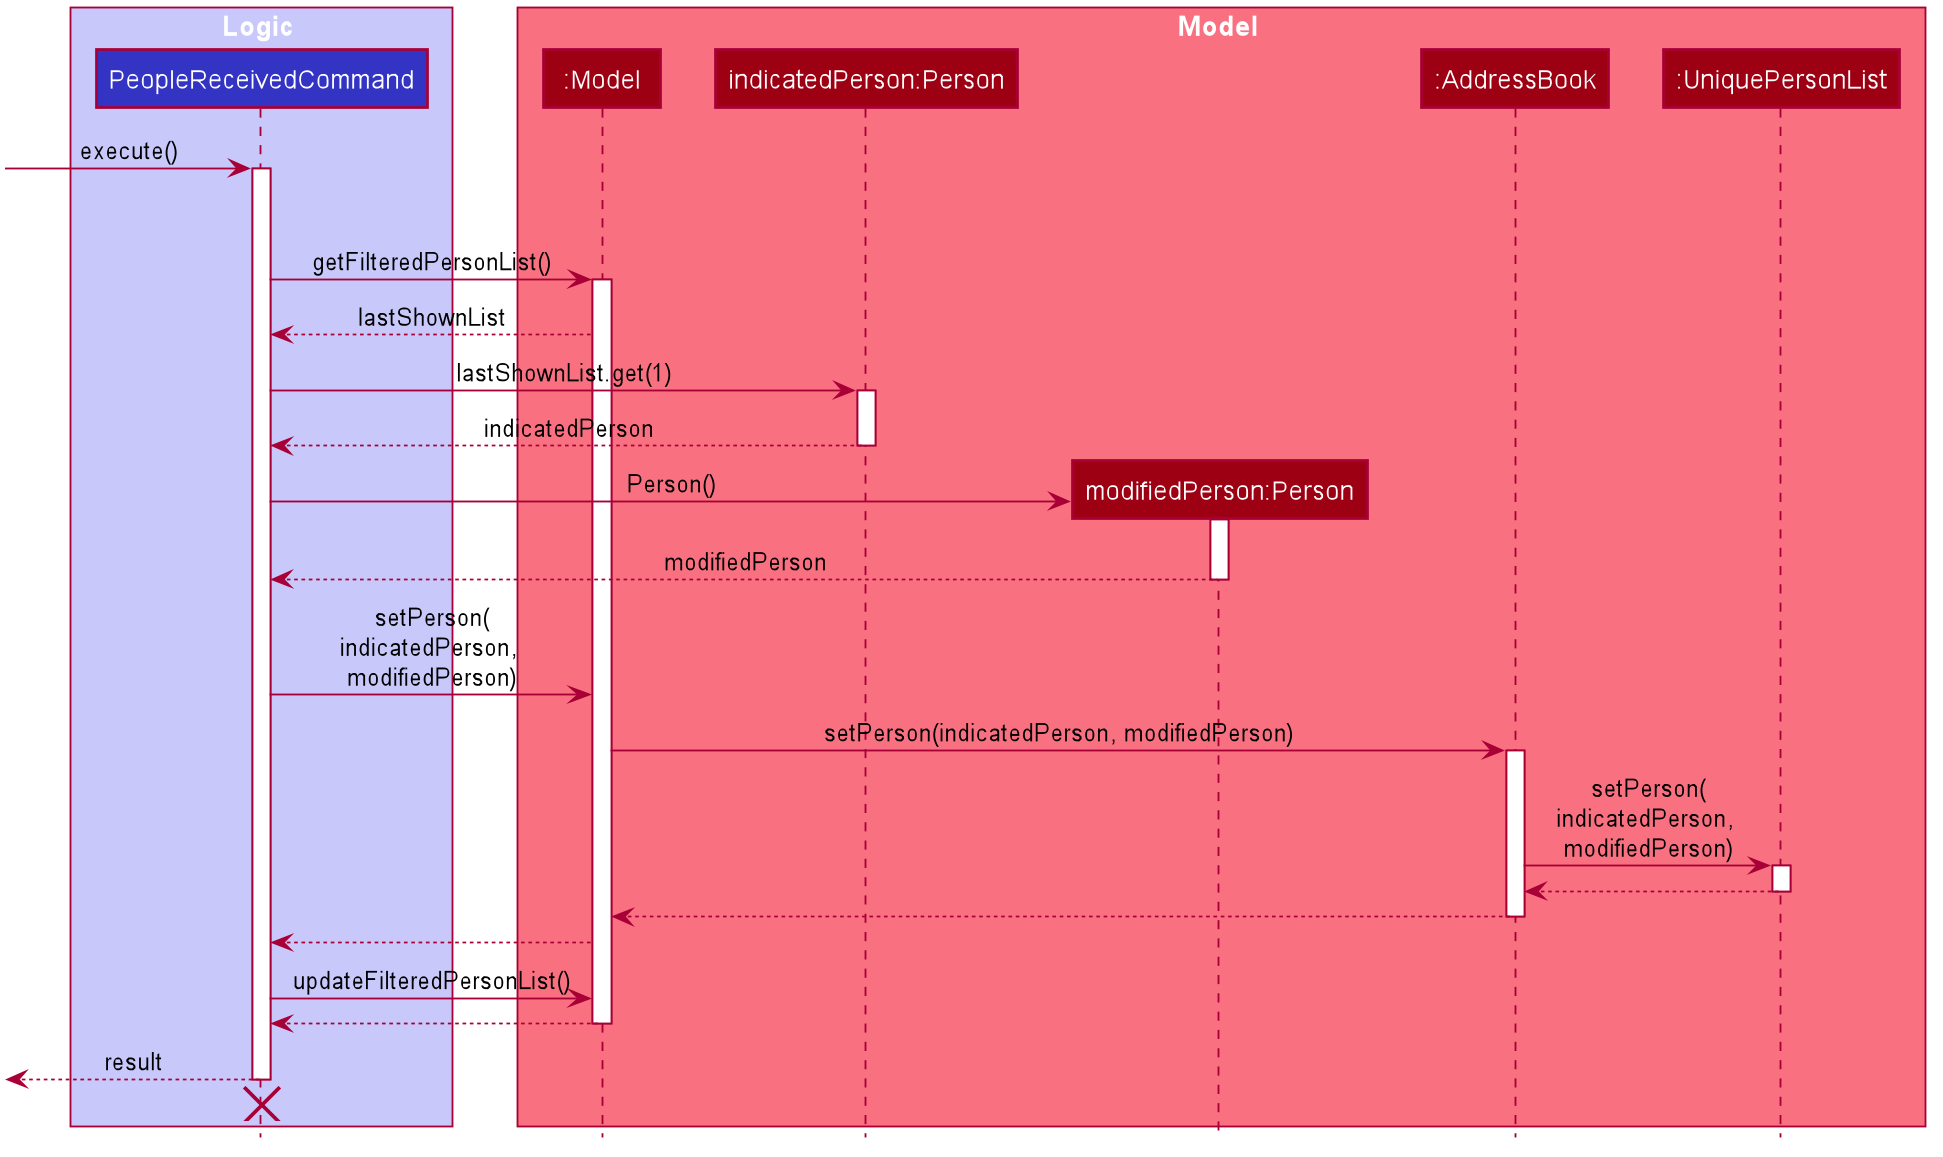 Logic
Model
PeopleReceivedCommand
:Model
indicatedPerson:Person
:AddressBook
:UniquePersonList
execute()
getFilteredPersonList()
lastShownList
lastShownList.get(1)
indicatedPerson
Person()
modifiedPerson:Person
modifiedPerson
setPerson(
indicatedPerson,
modifiedPerson)
setPerson(indicatedPerson, modifiedPerson)
setPerson(
indicatedPerson,
modifiedPerson)
updateFilteredPersonList()
result